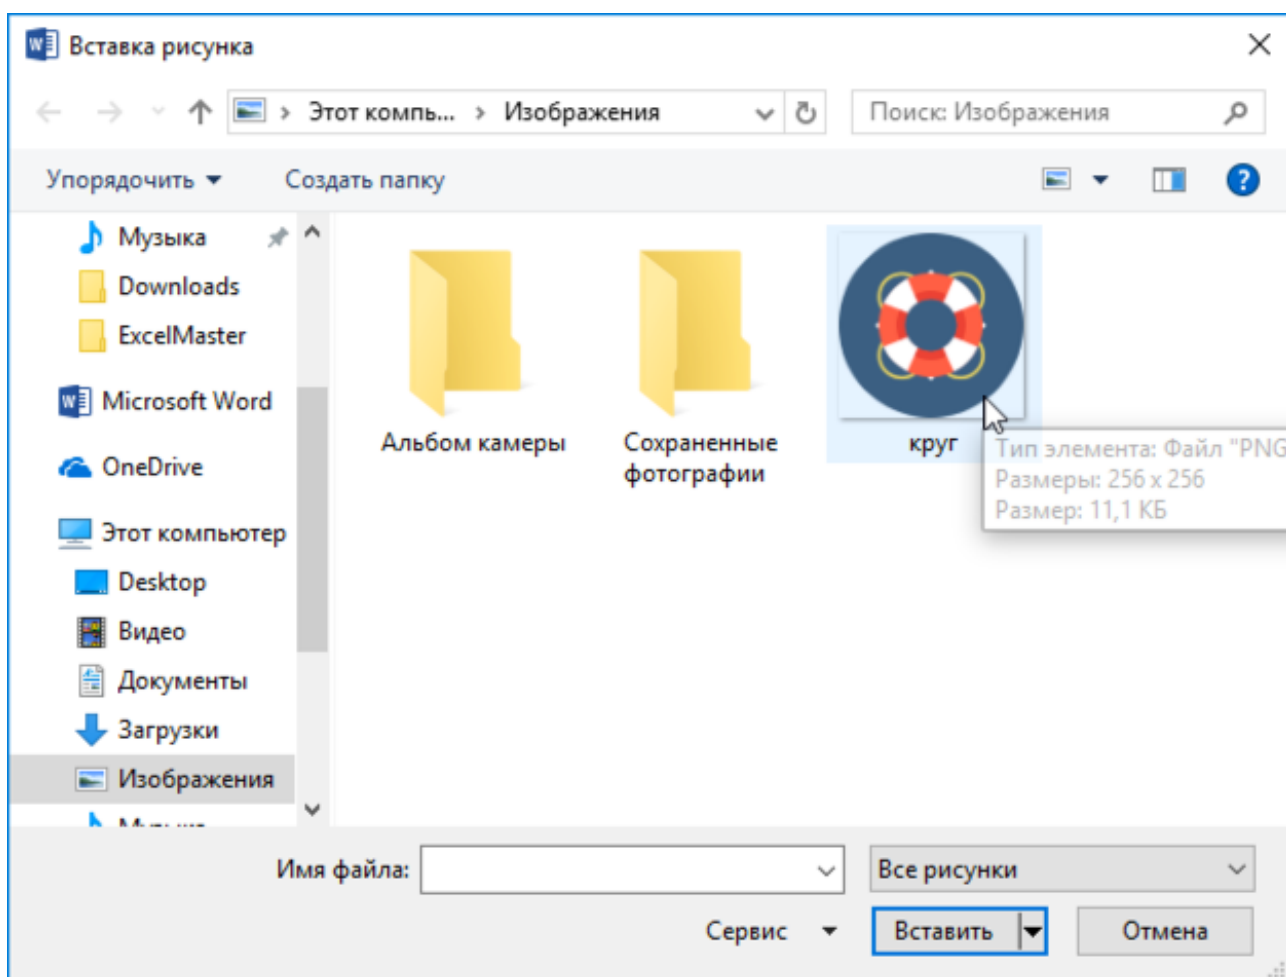 Вставка рисунка
Этот компь... › Изображения
Поиск: Изображения
Упорядочить
Создать папку
Музыка
Downloads
ExcelMaster
Microsoft Word
OneDrive
Этот компьютер
Desktop
Видео
Документы
Загрузки
Изображения
Альбом камеры
Сохраненные
фотографии
круг
Тип элемента: Файл "PNG
Размеры: 256 x 256
Размер: 11,1 КБ
Имя файла:
Все рисунки
Сервис
Вставить
Отмена